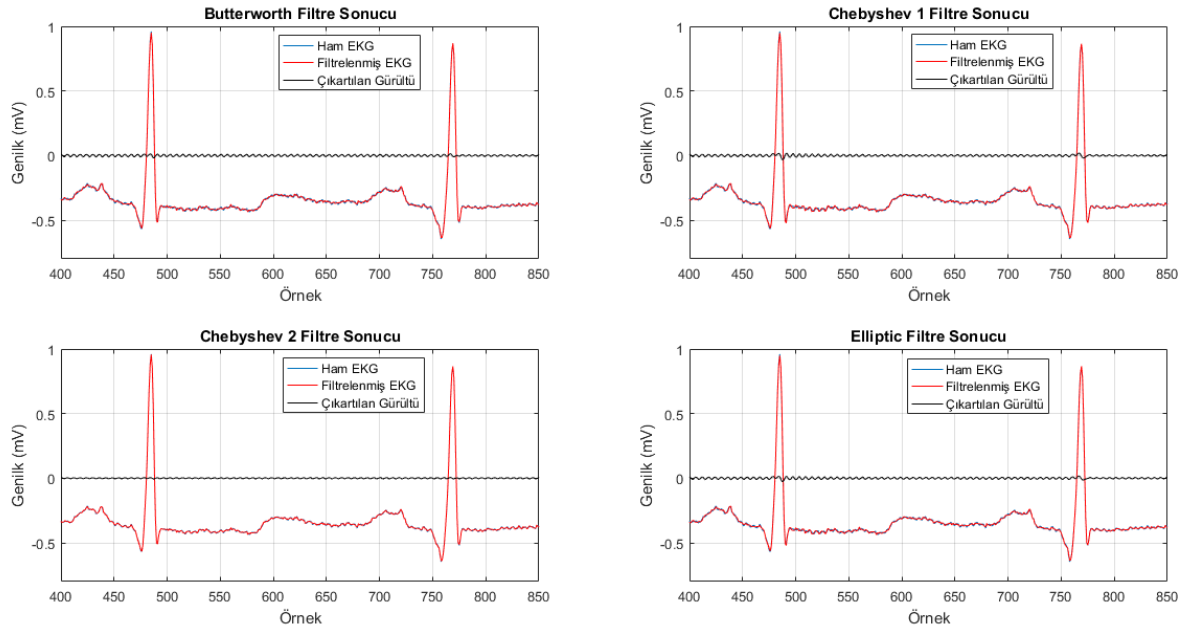 Butterworth Filtre Sonucu
Ham EKG
Filtrelenmiş EKG
Çıkartılan Gürültü
1
0.5
0
-0.5
Genilk (mV)
400 450 500 550 600 650 700 750 800 850
Örnek
Chebyshev 1 Filtre Sonucu
Ham EKG
Filtrelenmiş EKG
Çıkartılan Gürültü
1
0.5
0
-0.5
Genilk (mV)
400 450 500 550 600 650 700 750 800 850
Örnek
Chebyshev 2 Filtre Sonucu
Ham EKG
Filtrelenmiş EKG
Çıkartılan Gürültü
1
0.5
0
-0.5
Genilk (mV)
400 450 500 550 600 650 700 750 800 850
Örnek
Elliptic Filtre Sonucu
Ham EKG
Filtrelenmiş EKG
Çıkartılan Gürültü
1
0.5
0
-0.5
Genilk (mV)
400 450 500 550 600 650 700 750 800 850
Örnek